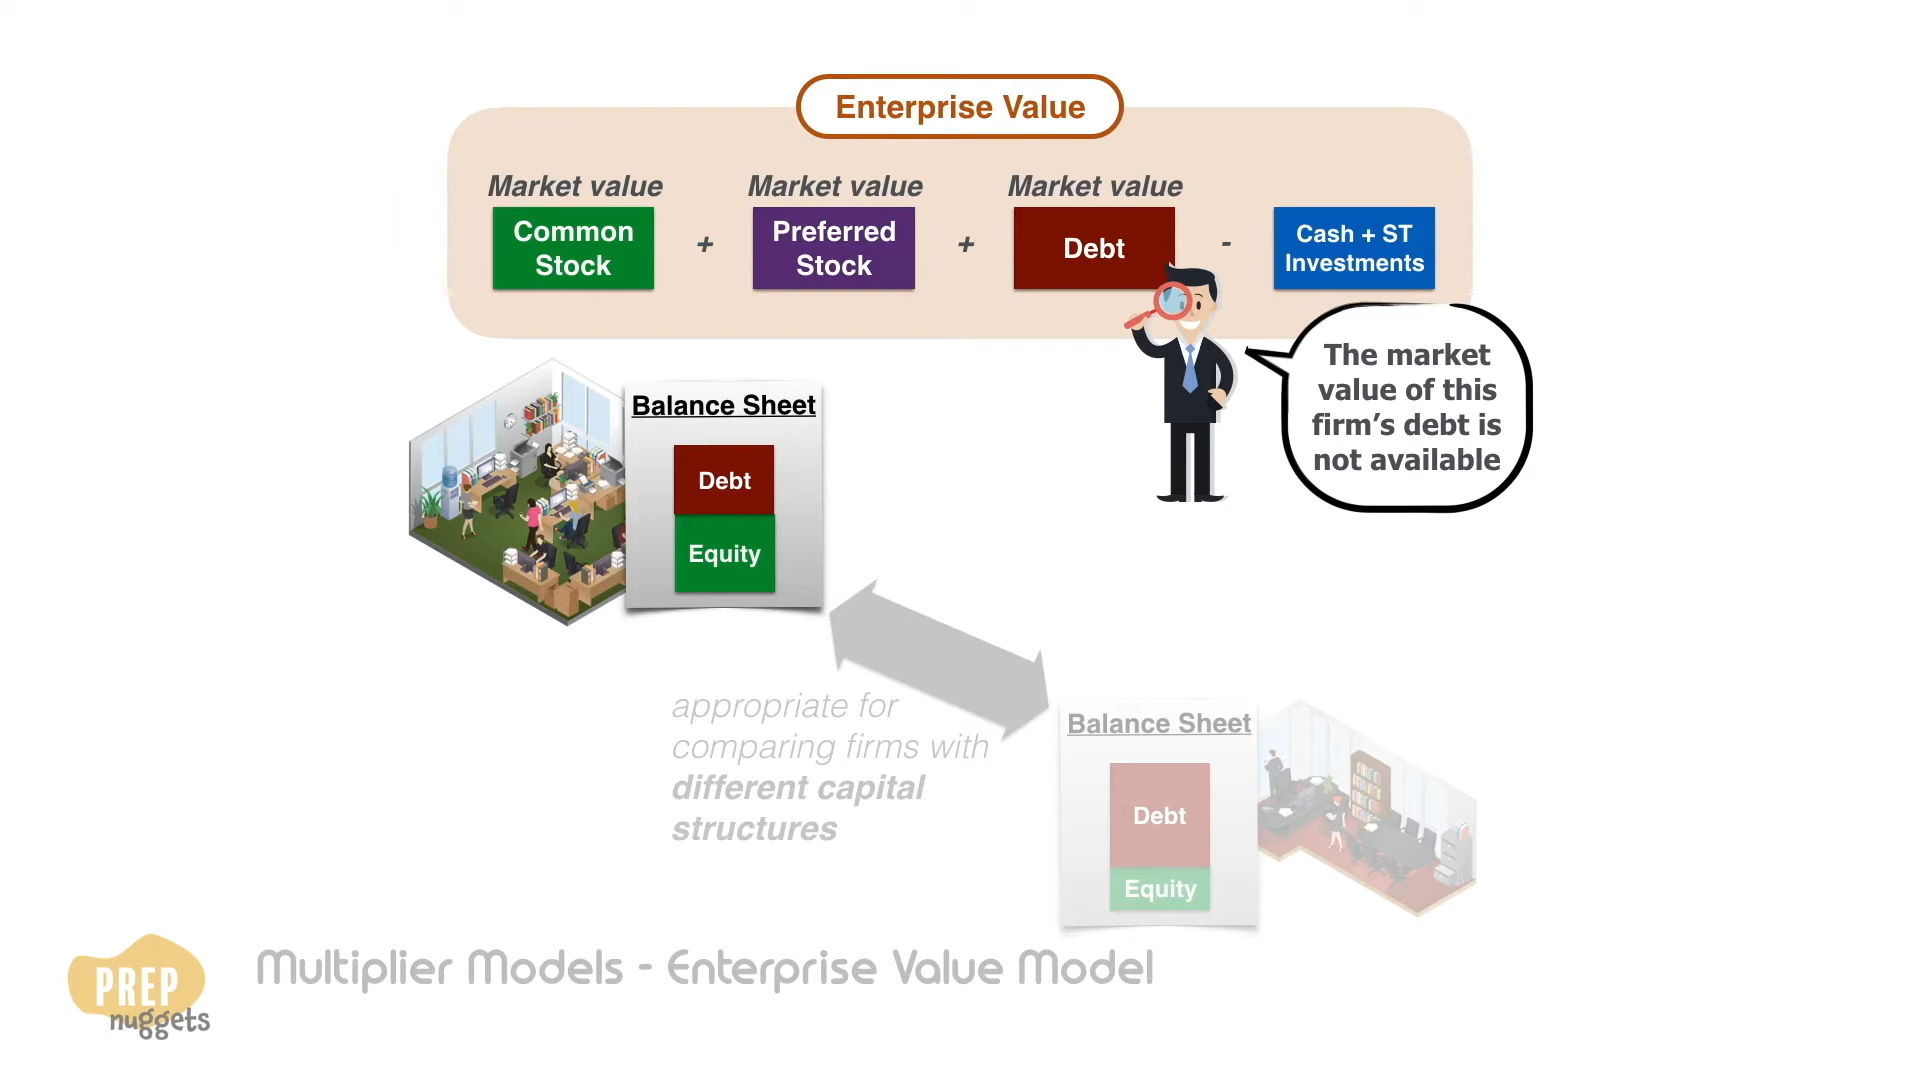 Enterprise Value
Market value
Market value
Market value
Common
Stock
+
Preferred
Stock
+
Debt
-
Cash + ST
Investments
The market
value of this
firm's debt is
not available
Balance Sheet
Debt
Equity
appropriate for
comparing firms with
different capital
structures
Balance Sheet
Debt
Equity
PREP
nuggets
Multiplier Models - Enterprise Value Model